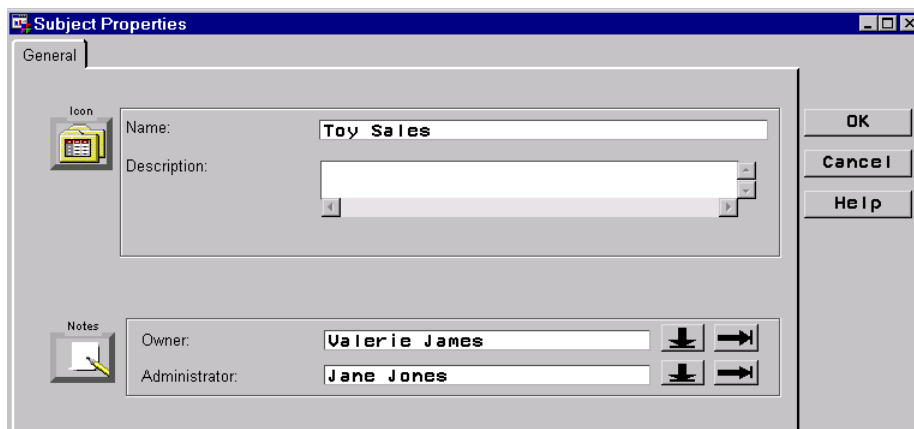 Subject Properties
General
Icon
Name: Toy Sales OK
Description: Cancel
Help
Notes
Owner: Valerie James
Administrator: Jane Jones